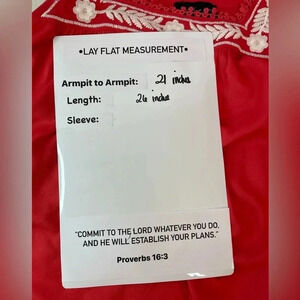 •LAY FLAT MEASUREMENT•
Armpit to Armpit: 21 inches
Length: 26 inches
Sleeve:
"COMMIT TO THE LORD WHATEVER YOU DO,
AND HE WILL ESTABLISH YOUR PLANS."
Proverbs 16:3